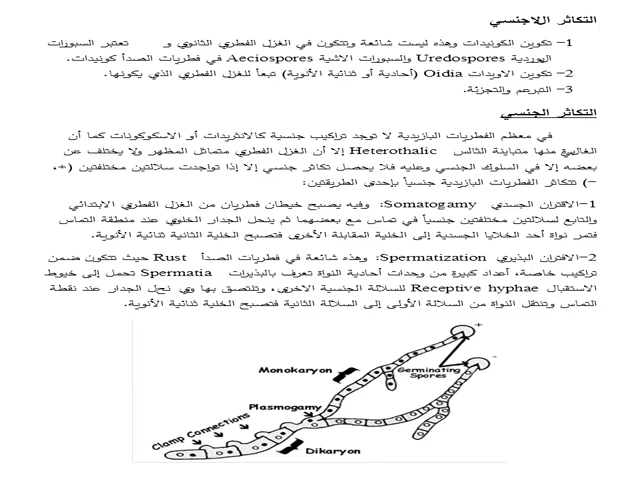 التكاثر اللاجنسي
1- تكوين الكونيدات وهذه ليست شائعة وتتكون في الغزل الفطري الثانوي و تعتبر السبورات
اليوردية Uredospores والسبورات الاشية Aeciospores في فطريات الصدأ كونيدات.
2- تكوين الاويدات Oidia (أحادية أو ثنائية الأنوية) تبعاً للغزل الفطري الذي يكونها.
3- التبرعم والتجزئة.
التكاثر الجنسي
في معظم الفطريات البازيدية لا توجد تراكيب جنسية كالانثريدات أو الاسكوكونات كما أن
الغالبية منها متباينة الثالس Heterothalic إلا أن الغزل الفطري متماثل المظهر ولا يختلف عن
بعضه إلا في السلوك الجنسي وعليه فلا يحصل تكاثر جنسي إلا إذا تواجدت سلالتين مختلفتين (+،
-) تتكاثر الفطريات البازيدية جنسياً بإحدى الطريقتين:
1-الاقتران الجسدي Somatogamy: وفيه يصبح خيطان فطريان من الغزل الفطري الابتدائي
والتابع لسلالتين مختلفتين جنسياً في تماس مع بعضهما ثم ينحل الجدار الخلوي عند منطقة التماس
فتمر نواة أحد الخلايا الجسدية إلى الخلية المقابلة الأخرى فتصبح الخلية الثانية ثنائية الأنوية.
2-الاقتران البذيري Spermatization: وهذه شائعة في فطريات الصدأ Rust حيث تتكون ضمن
تراكيب خاصة، أعداد كبيرة من وحدات أحادية النواة تعرف بالبذيرات Spermatia تحمل إلى خيوط
الاستقبال Receptive hyphae للسلالة الجنسية الاخرى، وتلتصق بها وي نحل الجدار عند نقطة
التماس وتنتقل النواة من السلالة الأولى إلى السلالة الثانية فتصبح الخلية ثنائية الأنوية.
+
-
Monokaryon
Germinating
Spores
Plasmogamy
Clamp Connections
Dikaryon